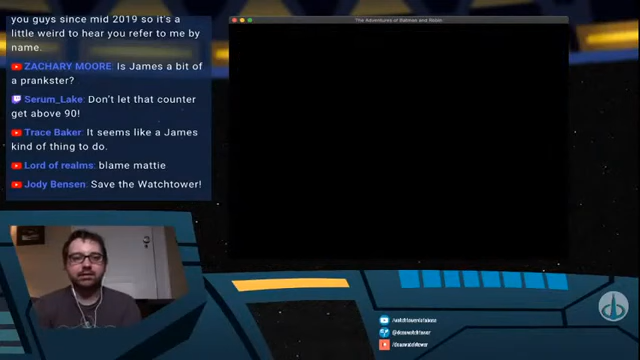 you guys since mid 2019 so it's a
little weird to hear you refer to me by
name.
ZACHARY MOORE: Is James a bit of
a prankster?
Serum_Lake: Don't let that counter
get above 90!
Trace Baker: It seems like a James
kind of thing to do.
Lord of realms: blame mattie
Jody Bensen: Save the Watchtower!
The Adventures of Batman and Robin